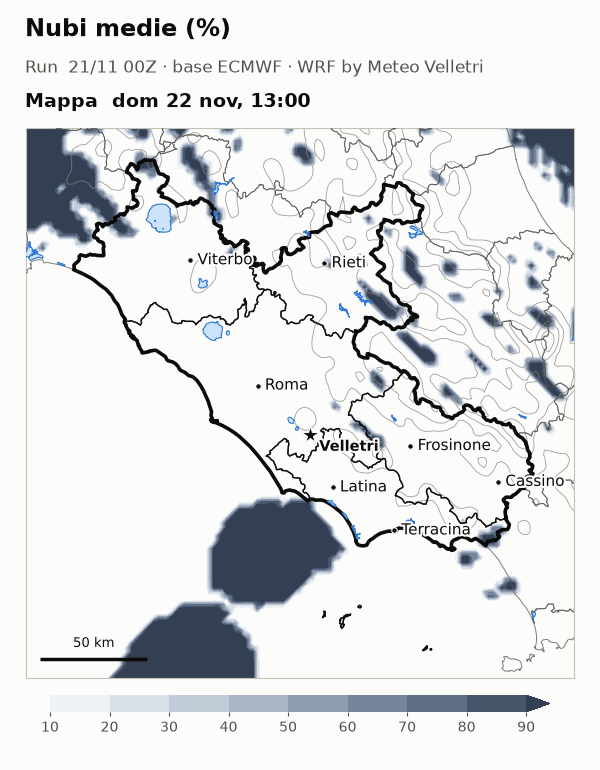 Nubi medie (%)
Run  21/11 00Z · base ECMWF · WRF by Meteo Velletri
Mappa  dom 22 nov, 13:00
Viterbo
Rieti
Roma
Velletri
Frosinone
Cassino
Latina
Terracina
50 km
10 20 30 40 50 60 70 80 90